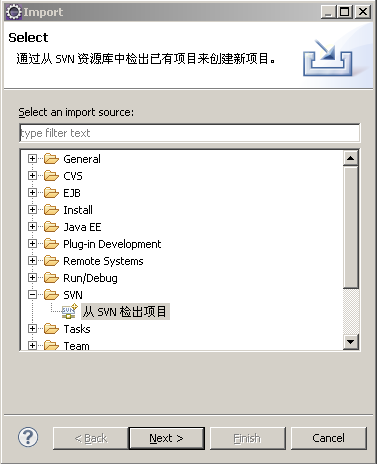 Import
Select
通过从 SVN 资源库中检出已有项目来创建新项目。
Select an import source:
type filter text
General
CVS
EJB
Install
Java EE
Plug-in Development
Remote Systems
Run/Debug
SVN
SVN 从 SVN 检出项目
Tasks
Team
?
< Back
Next >
Finish
Cancel